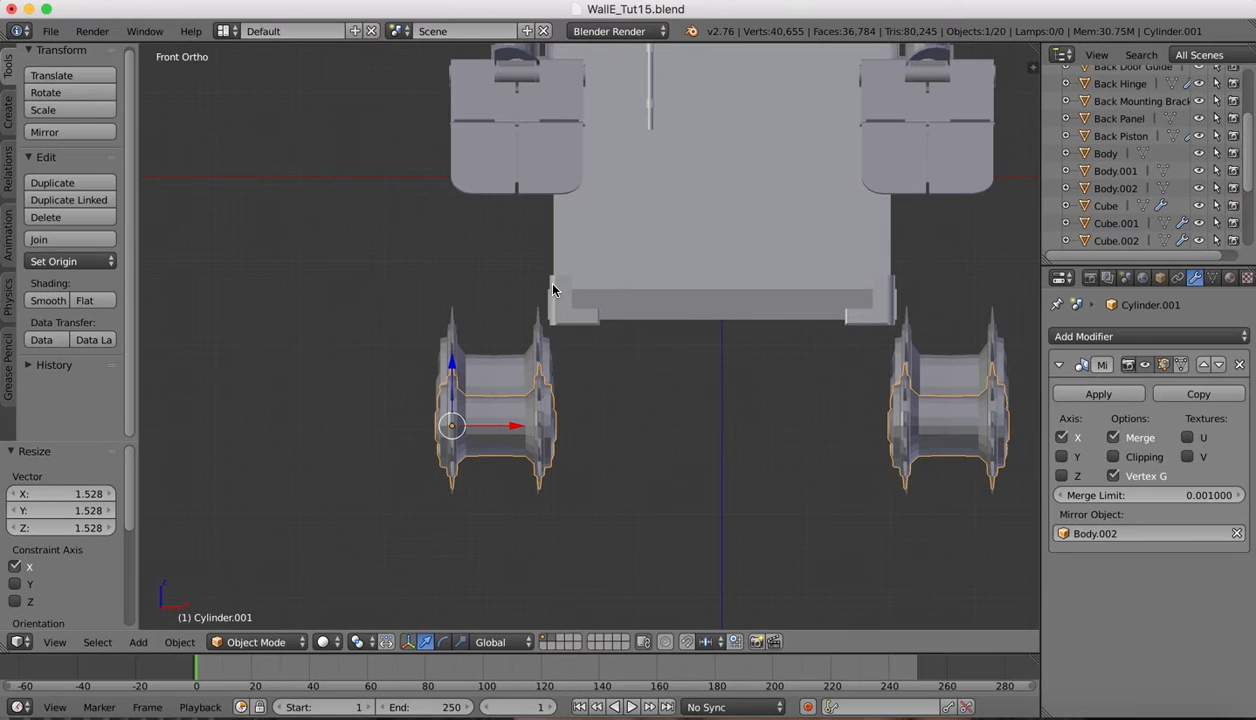 WallE_Tut15.blend
File Render Window Help Default Scene Blender Render v2.76 | Verts:40,655 | Faces:36,784 | Tris:80,245 | Objects:1/20 | Lamps:0/0 | Mem:30.75M | Cylinder.001
Transform
Translate
Rotate
Scale
Mirror
Edit
Duplicate
Duplicate Linked
Delete
Join
Set Origin
Shading:
Smooth Flat
Data Transfer:
Data Data La
History
Tools
Create
Relations
Animation
Physics
Grease Pencil
Resize
Vector
X: 1.528
Y: 1.528
Z: 1.528
Constraint Axis
X
Y
Z
Orientation
Front Ortho
z
(1) Cylinder.001
View Select Add Object Object Mode Global
View Search All Scenes
Back Door Guide
Back Hinge
Back Mounting Brack
Back Panel
Back Piston
Body
Body.001
Body.002
Cube
Cube.001
Cube.002
Cylinder.001
Add Modifier
Mi
Apply Copy
Axis: Options: Textures:
X Merge U
Y Clipping V
Z Vertex G
Merge Limit: 0.001000
Mirror Object:
Body.002
-60 -40 -20 0 20 40 60 80 100 120 140 160 180 200 220 240 260 280
View Marker Frame Playback Start: 1 End: 250 1 No Sync